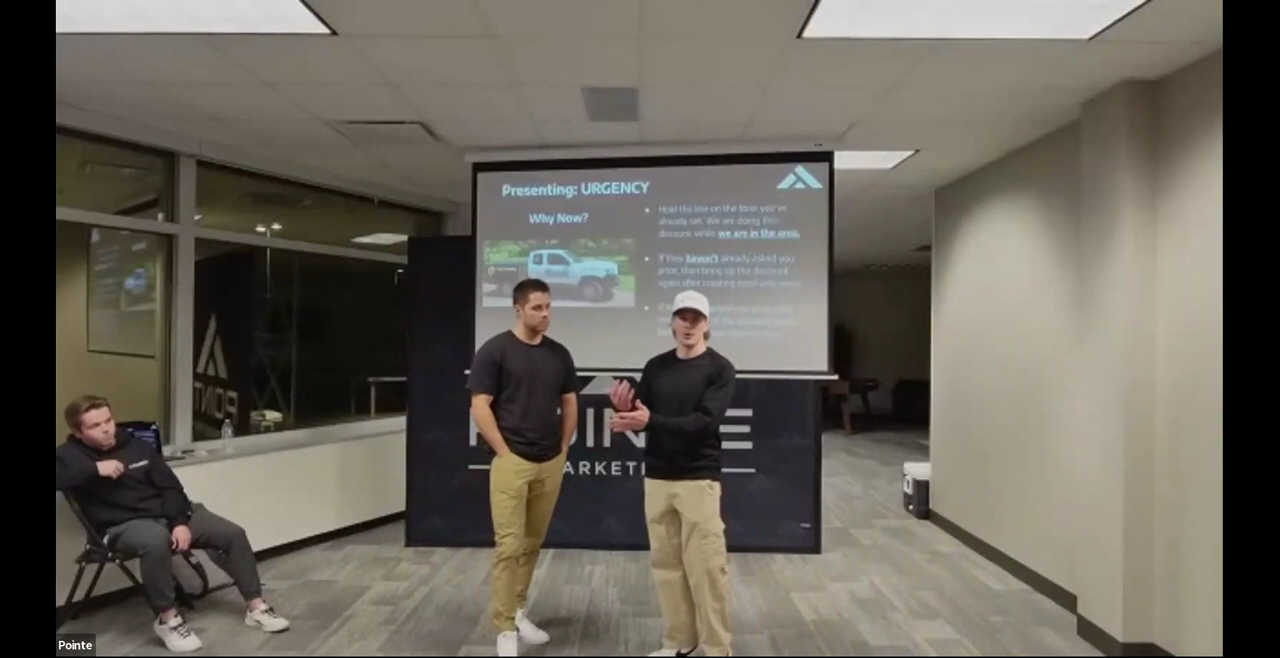 Presenting: URGENCY
Why Now?
Hold the line on the tone you've
already set. We are doing this
discount while we are in the area.
If they haven't already asked you
price, then bring up the discount
again after creating need and value.
POINT
ARKETI
Pointe